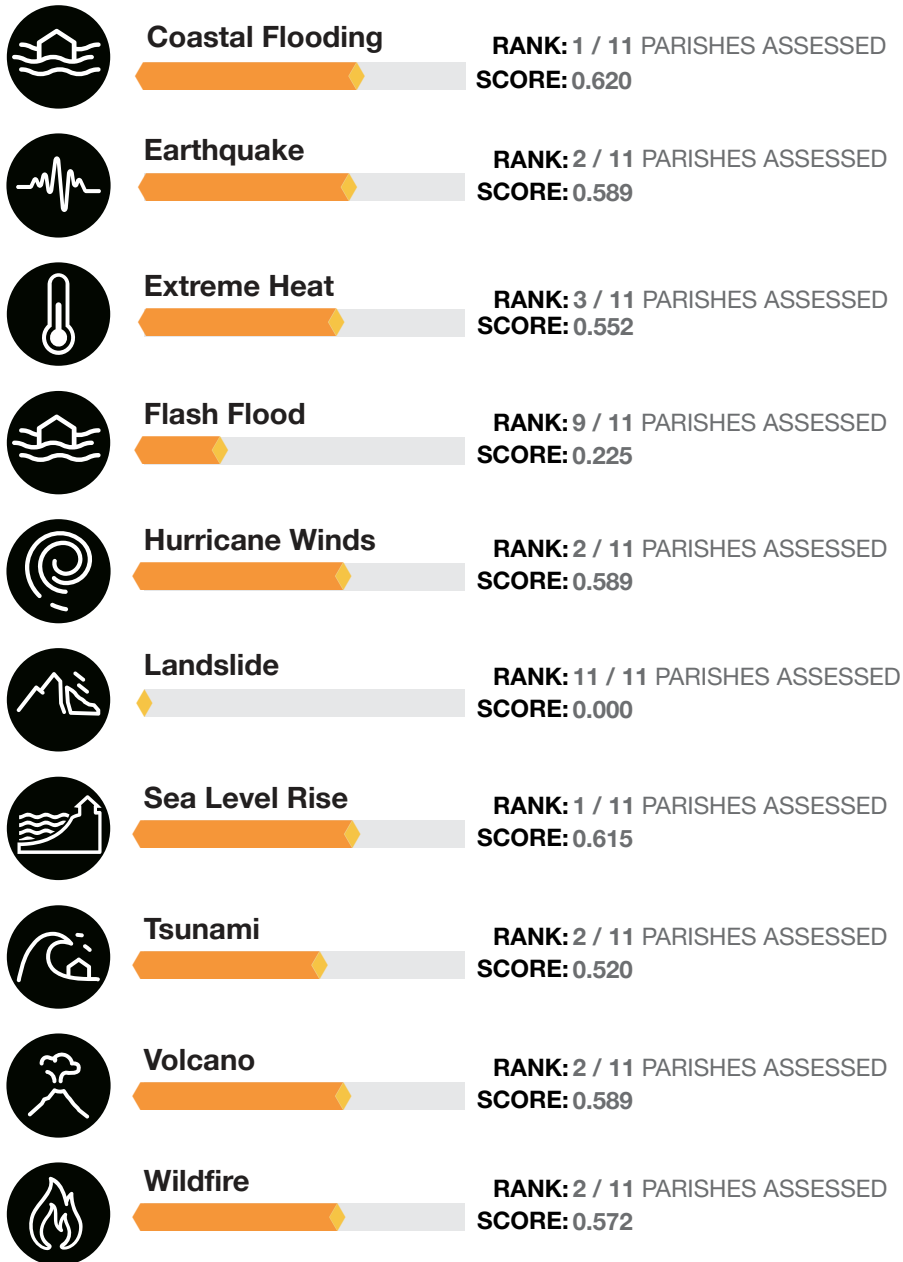 Coastal Flooding
RANK: 1 / 11 PARISHES ASSESSED
SCORE: 0.620
Earthquake
RANK: 2 / 11 PARISHES ASSESSED
SCORE: 0.589
Extreme Heat
RANK: 3 / 11 PARISHES ASSESSED
SCORE: 0.552
Flash Flood
RANK: 9 / 11 PARISHES ASSESSED
SCORE: 0.225
Hurricane Winds
RANK: 2 / 11 PARISHES ASSESSED
SCORE: 0.589
Landslide
RANK: 11 / 11 PARISHES ASSESSED
SCORE: 0.000
Sea Level Rise
RANK: 1 / 11 PARISHES ASSESSED
SCORE: 0.615
Tsunami
RANK: 2 / 11 PARISHES ASSESSED
SCORE: 0.520
Volcano
RANK: 2 / 11 PARISHES ASSESSED
SCORE: 0.589
Wildfire
RANK: 2 / 11 PARISHES ASSESSED
SCORE: 0.572